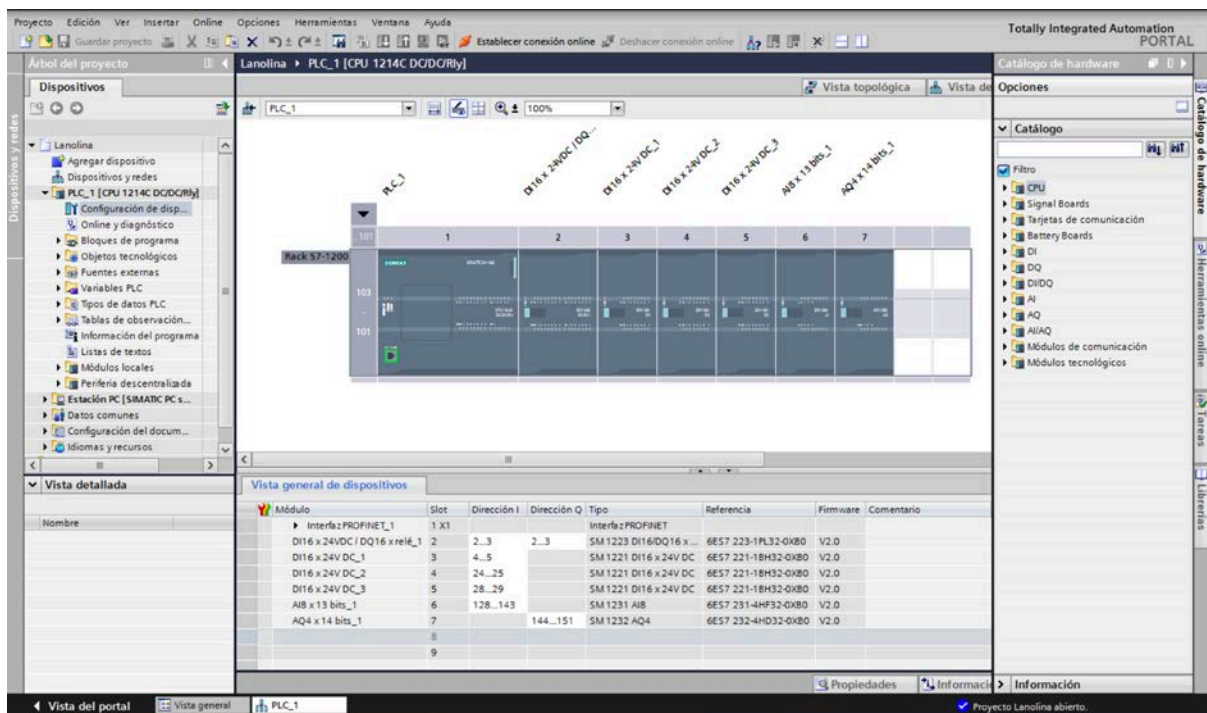 Proyecto Edición Ver Insertar Online Opciones Herramientas Ventana Ayuda
Totally Integrated Automation
PORTAL
Guardar proyecto
Establecer conexión online
Deshacer conexión online
Árbol del proyecto
Lanolina ▸ PLC_1 [CPU 1214C DC/DC/Rly]
Catálogo de hardware
Dispositivos
Vista topológica
Vista de
Opciones
PLC_1
100%
Dispositivos y redes
Lanolina
Agregar dispositivo
Dispositivos y redes
PLC_1 [CPU 1214C DC/DC/Rly]
Configuración de disp...
Online y diagnóstico
Bloques de programa
Objetos tecnológicos
Fuentes externas
Variables PLC
Tipos de datos PLC
Tablas de observación...
Información del programa
Listas de textos
Módulos locales
Periferia descentralizada
Estación PC [SIMATIC PC s...
Datos comunes
Configuración del docum...
Idiomas y recursos
Vista detallada
Nombre
PLC_1
DI16 x 24VDC / DQ...
DI16 x 24V DC_1
DI16 x 24V DC_2
DI16 x 24V DC_3
AI8 x 13 bits_1
AQ4 x 14 bits_1
101 1 2 3 4 5 6 7
Rack S7-1200
SIEMENS
103
101
Catálogo
Filtro
CPU
Signal Boards
Tarjetas de comunicación
Battery Boards
DI
DQ
DI/DQ
AI
AQ
AI/AQ
Módulos de comunicación
Módulos tecnológicos
Catálogo de hardware
Herramientas online
Tareas
Librerías
Vista general de dispositivos
Módulo Slot Dirección I Dirección Q Tipo Referencia Firmware Comentario
Interfaz PROFINET_1 1 X1 Interfaz PROFINET
DI16 x 24VDC / DQ16 x relé_1 2 2...3 2...3 SM 1223 DI16/DQ16 x ... 6ES7 223-1PL32-0XB0 V2.0
DI16 x 24V DC_1 3 4...5 SM 1221 DI16 x 24V DC 6ES7 221-1BH32-0XB0 V2.0
DI16 x 24V DC_2 4 24...25 SM 1221 DI16 x 24V DC 6ES7 221-1BH32-0XB0 V2.0
DI16 x 24V DC_3 5 28...29 SM 1221 DI16 x 24V DC 6ES7 221-1BH32-0XB0 V2.0
AI8 x 13 bits_1 6 128...143 SM 1231 AI8 6ES7 231-4HF32-0XB0 V2.0
AQ4 x 14 bits_1 7 144...151 SM 1232 AQ4 6ES7 232-4HD32-0XB0 V2.0
8
9
Propiedades
Informació
Información
Vista del portal
Vista general
PLC_1
Proyecto Lanolina abierto.